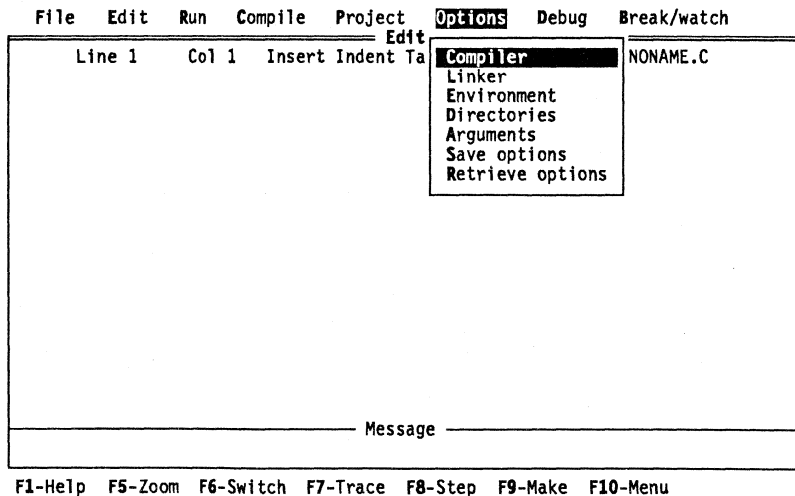 File Edit Run Compile Project Options Debug Break/watch
Edit
Line 1 Col 1 Insert Indent Ta NONAME.C
Compiler
Linker
Environment
Directories
Arguments
Save options
Retrieve options
Message
F1-Help F5-Zoom F6-Switch F7-Trace F8-Step F9-Make F10-Menu